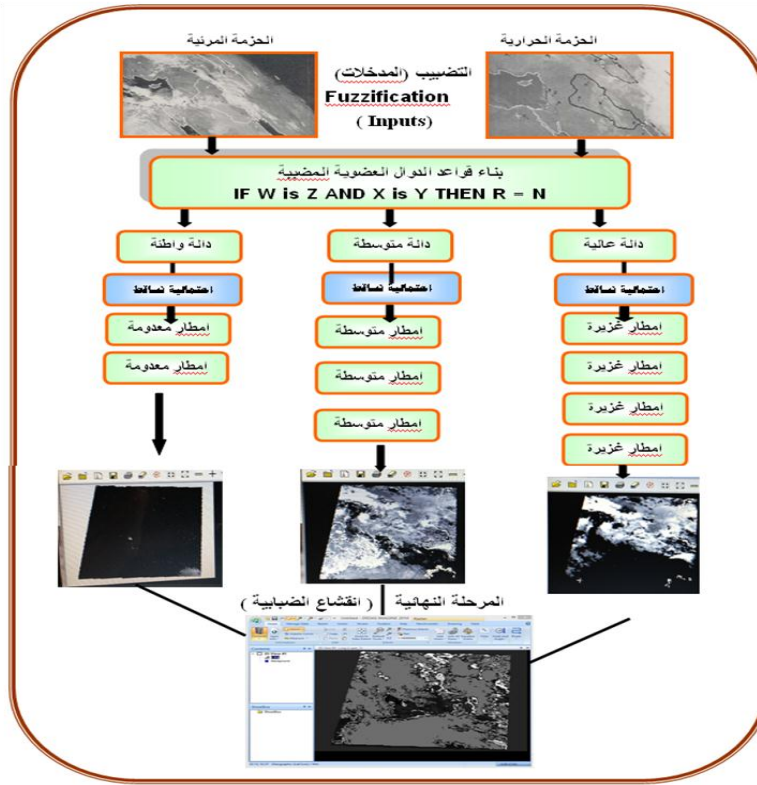 الحزمة المرئية
الحزمة الحرارية
التضبيب (المدخلات)
Fuzzification
( Inputs)
بناء قواعد الدوال العضوية المضببة
IF W is Z AND X is Y THEN R = N
دالة واطئة
دالة متوسطة
دالة عالية
احتمالية تساقط
احتمالية تساقط
احتمالية تساقط
امطار معدومة
امطار متوسطة
امطار غزيرة
امطار معدومة
امطار متوسطة
امطار غزيرة
امطار متوسطة
امطار غزيرة
امطار غزيرة
المرحلة النهائية ( انقشاع الضبابية )